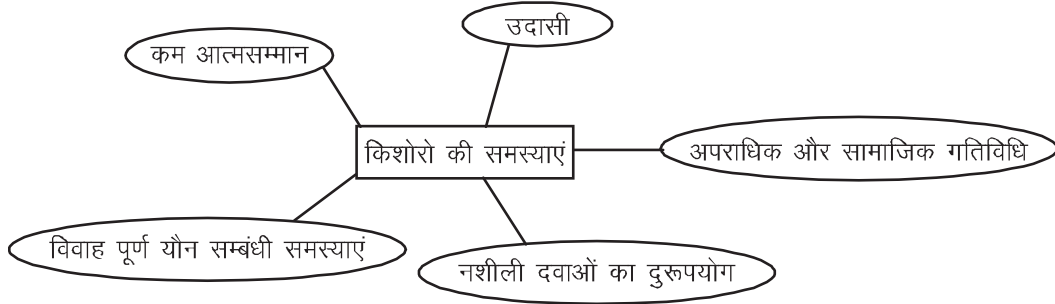 उदासी
कम आत्मसम्मान
किशोरो की समस्याएं
अपराधिक और सामाजिक गतिविधि
विवाह पूर्ण यौन सम्बंधी समस्याएं
नशीली दवाओं का दुरूपयोग